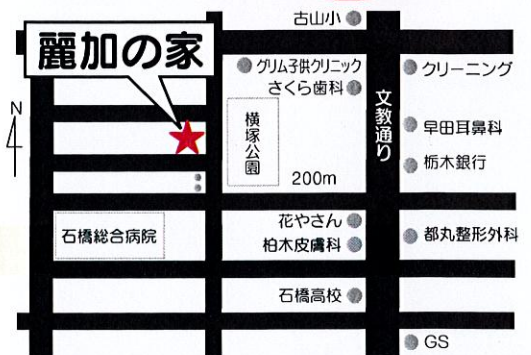 古山小
麗加の家
グリム子供クリニック
さくら歯科
クリーニング
N
横塚公園
文教通り
早田耳鼻科
栃木銀行
200m
石橋総合病院
花やさん
柏木皮膚科
都丸整形外科
石橋高校
GS